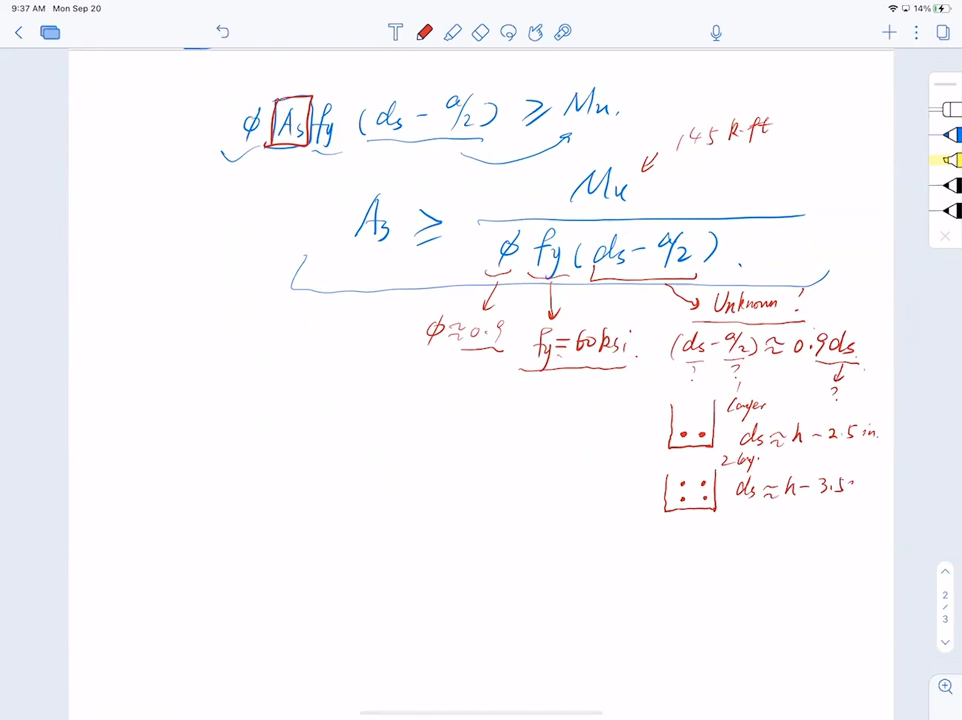 9:37 AM Mon Sep 20
14%
T
ϕ As fy (ds - a/2) ≥ Mu.
145 k-ft
Mu
As ≥
ϕ fy (ds - a/2).
Unknown !
ϕ ≈ 0.9
fy = 60 ksi.
(ds - a/2) ≈ 0.9ds
? ? ?
1 layer
ds ≈ h - 2.5 in.
2 lay.
ds ≈ h - 3.5"
2
/
3